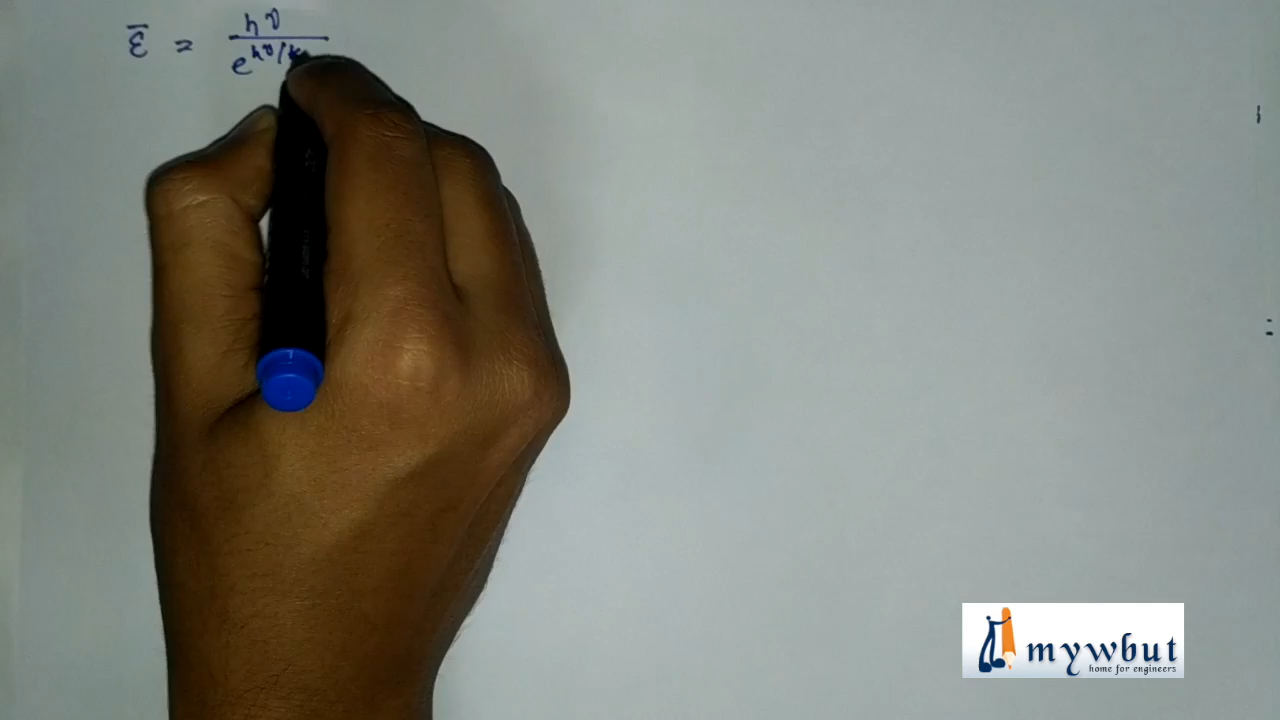 ε̄ = hν / e^{hν/k
mywbut
home for engineers